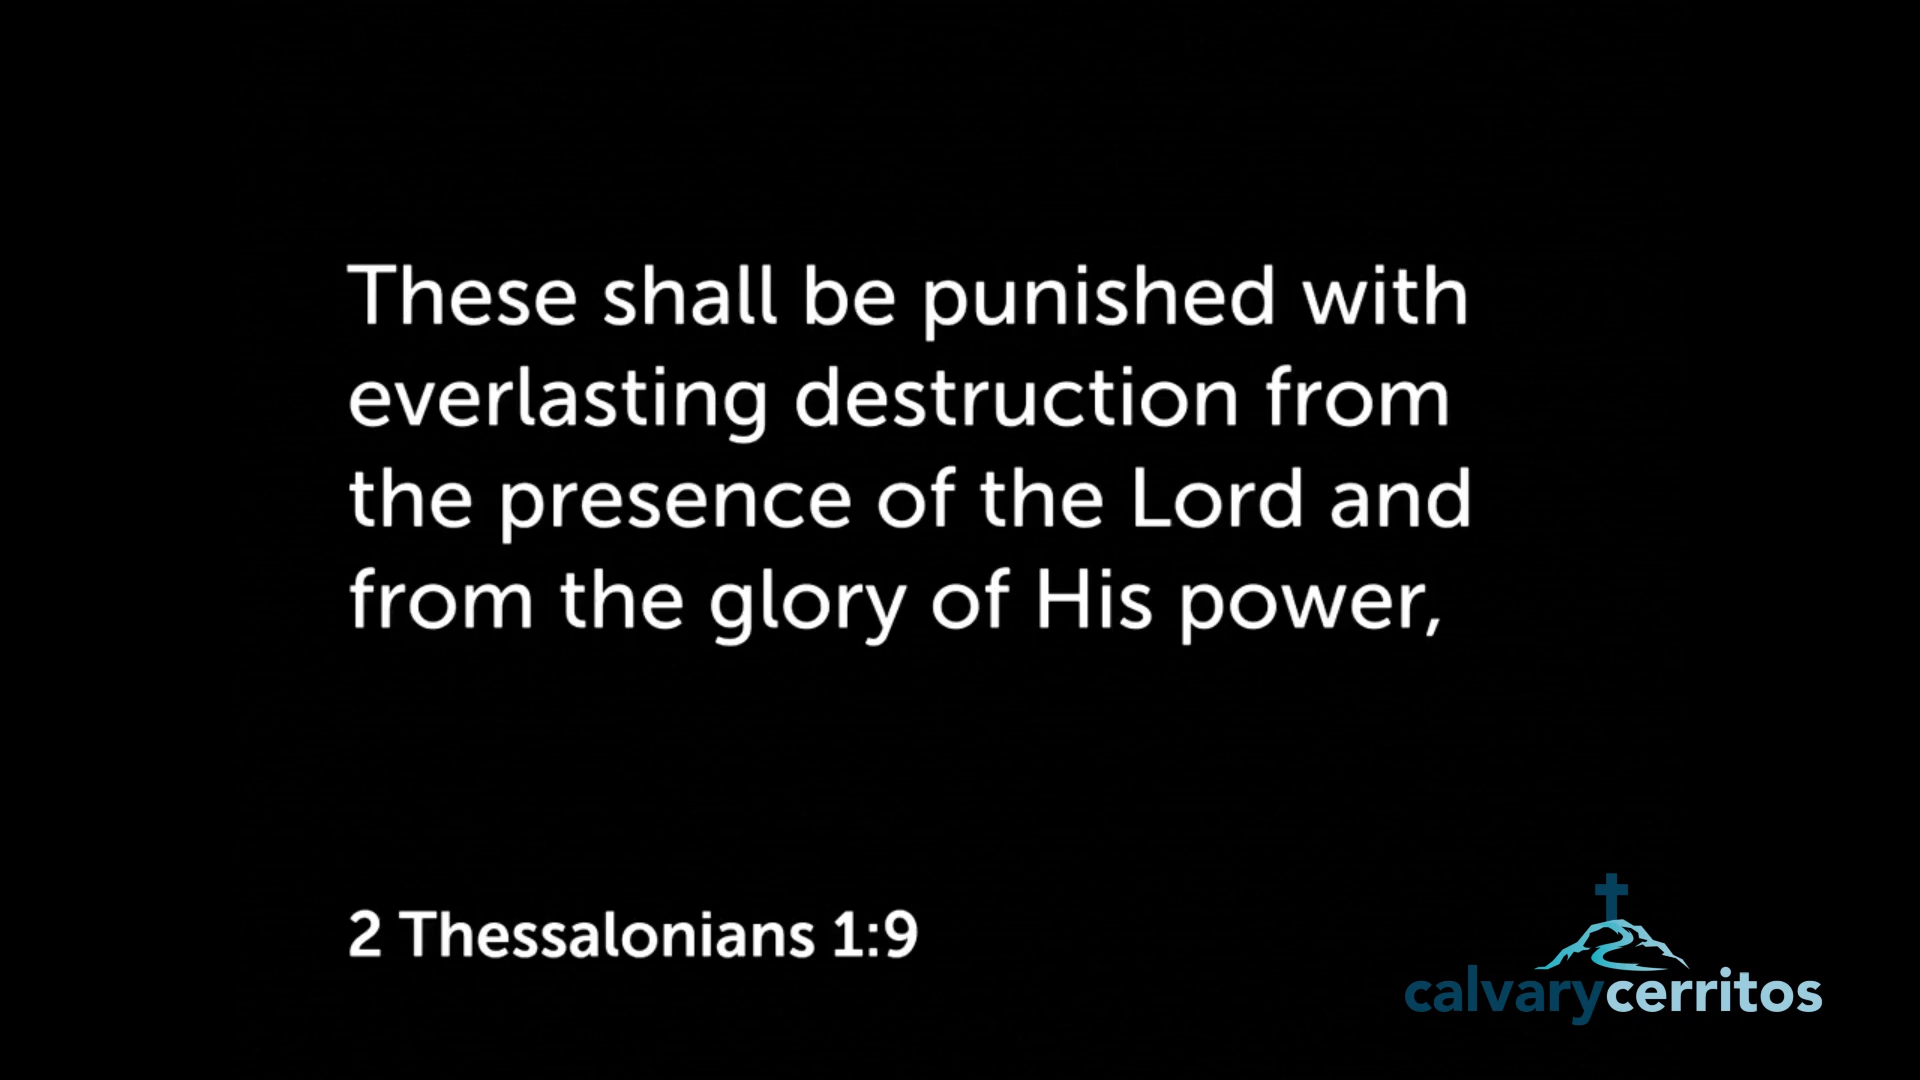 These shall be punished with
everlasting destruction from
the presence of the Lord and
from the glory of His power,
2 Thessalonians 1:9
calvarycerritos